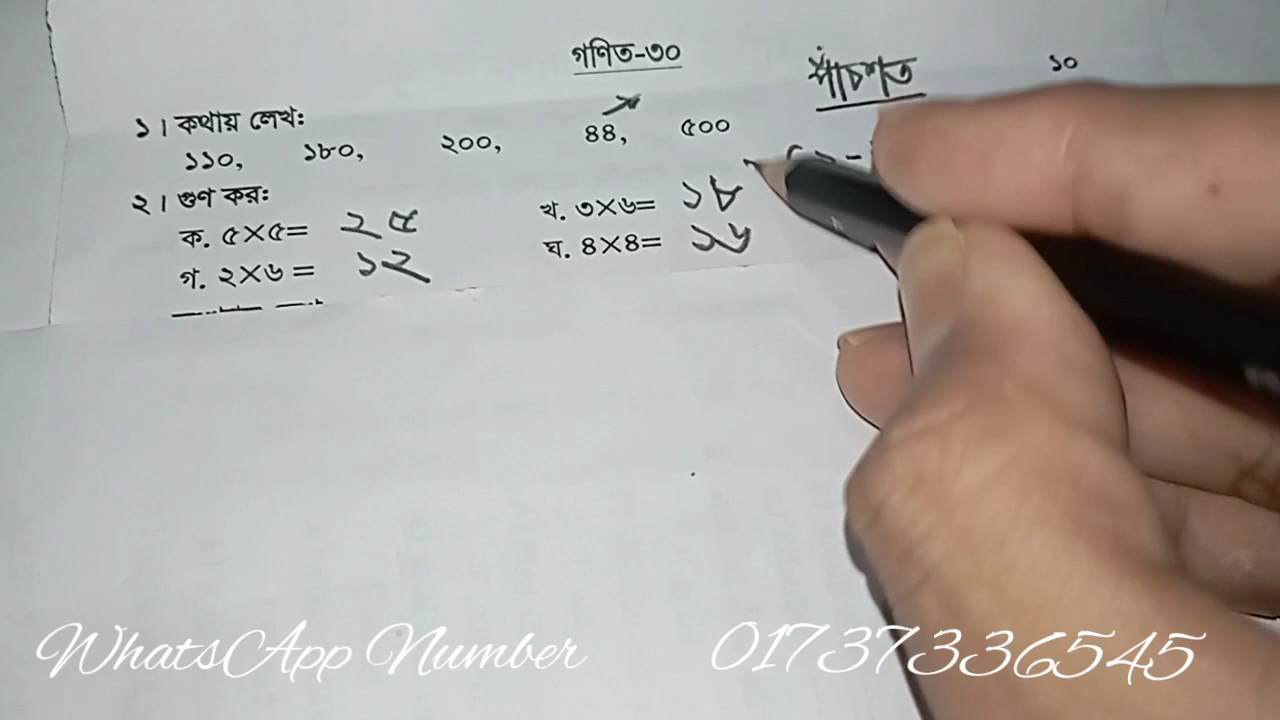 গণিত-৩০
পাঁচশত
১০
১। কথায় লেখঃ
১১০, ১৮০, ২০০, ৪৪, ৫০০
২। গুণ করঃ
ক. ৫×৫= ২৫ খ. ৩×৬= ১৮
গ. ২×৬= ১২ ঘ. ৪×৪= ১৬
WhatsApp Number 01737336545